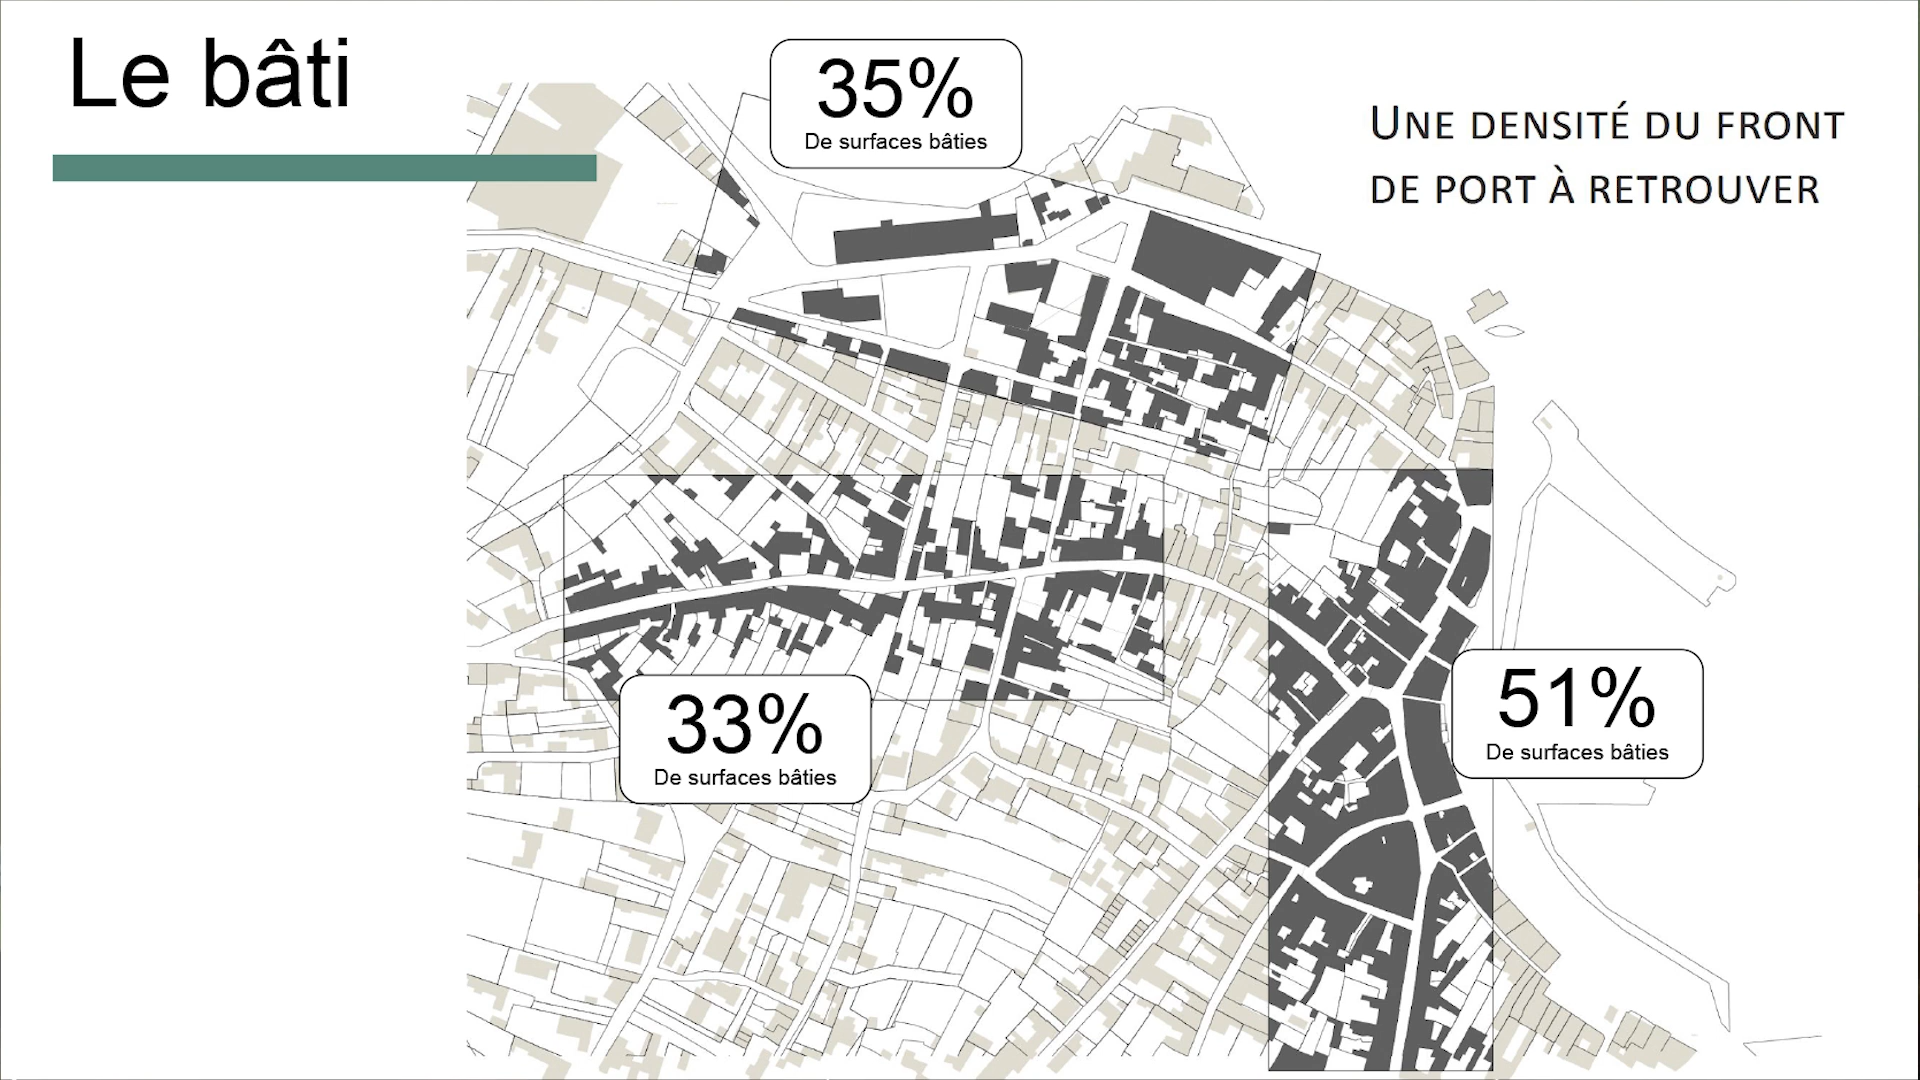 Le bâti
35%
De surfaces bâties
UNE DENSITÉ DU FRONT
DE PORT À RETROUVER
33%
De surfaces bâties
51%
De surfaces bâties